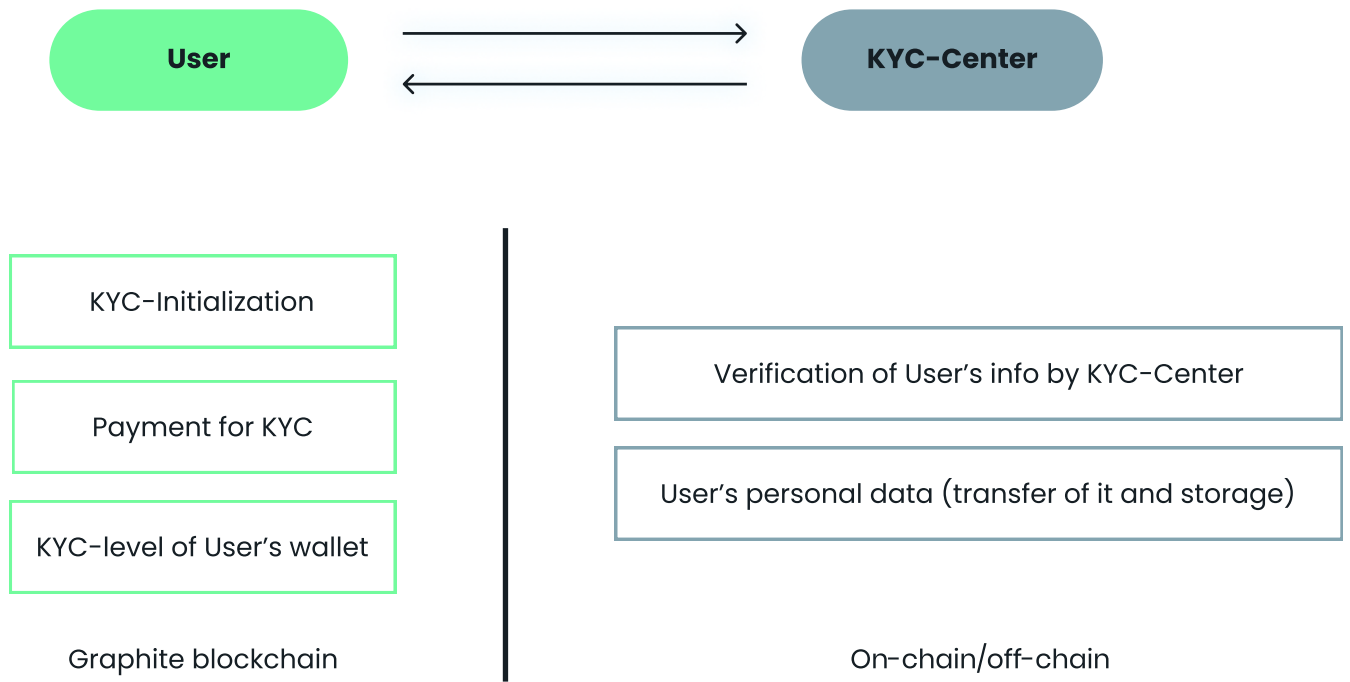 User
KYC-Center
KYC-Initialization
Payment for KYC
KYC-level of User’s wallet
Graphite blockchain
Verification of User’s info by KYC-Center
User’s personal data (transfer of it and storage)
On-chain/off-chain